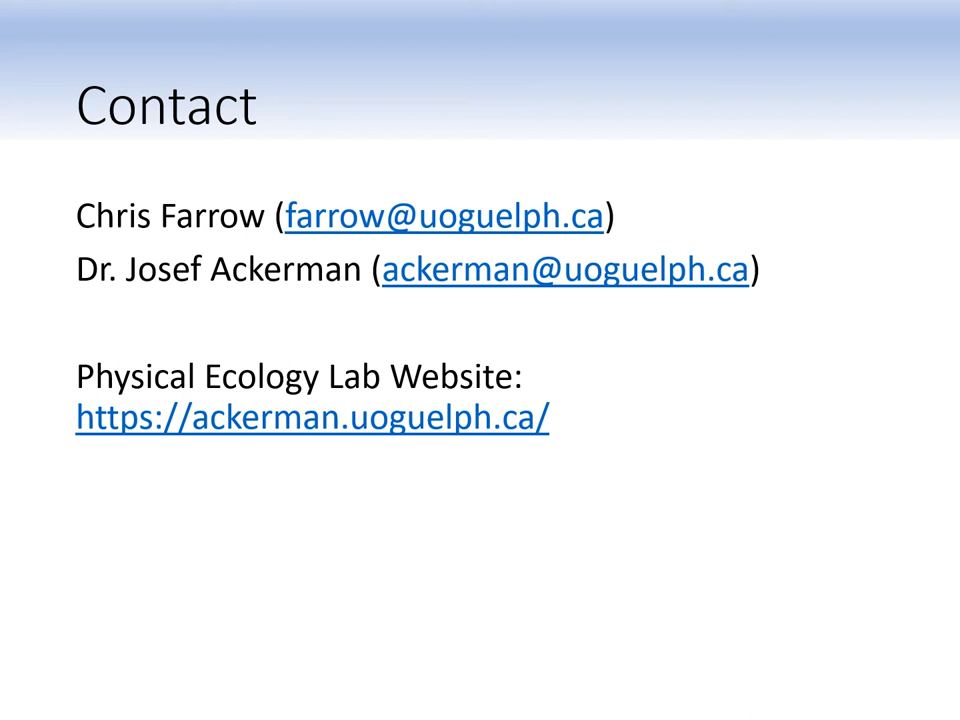 Contact
Chris Farrow (farrow@uoguelph.ca)
Dr. Josef Ackerman (ackerman@uoguelph.ca)
Physical Ecology Lab Website:
https://ackerman.uoguelph.ca/